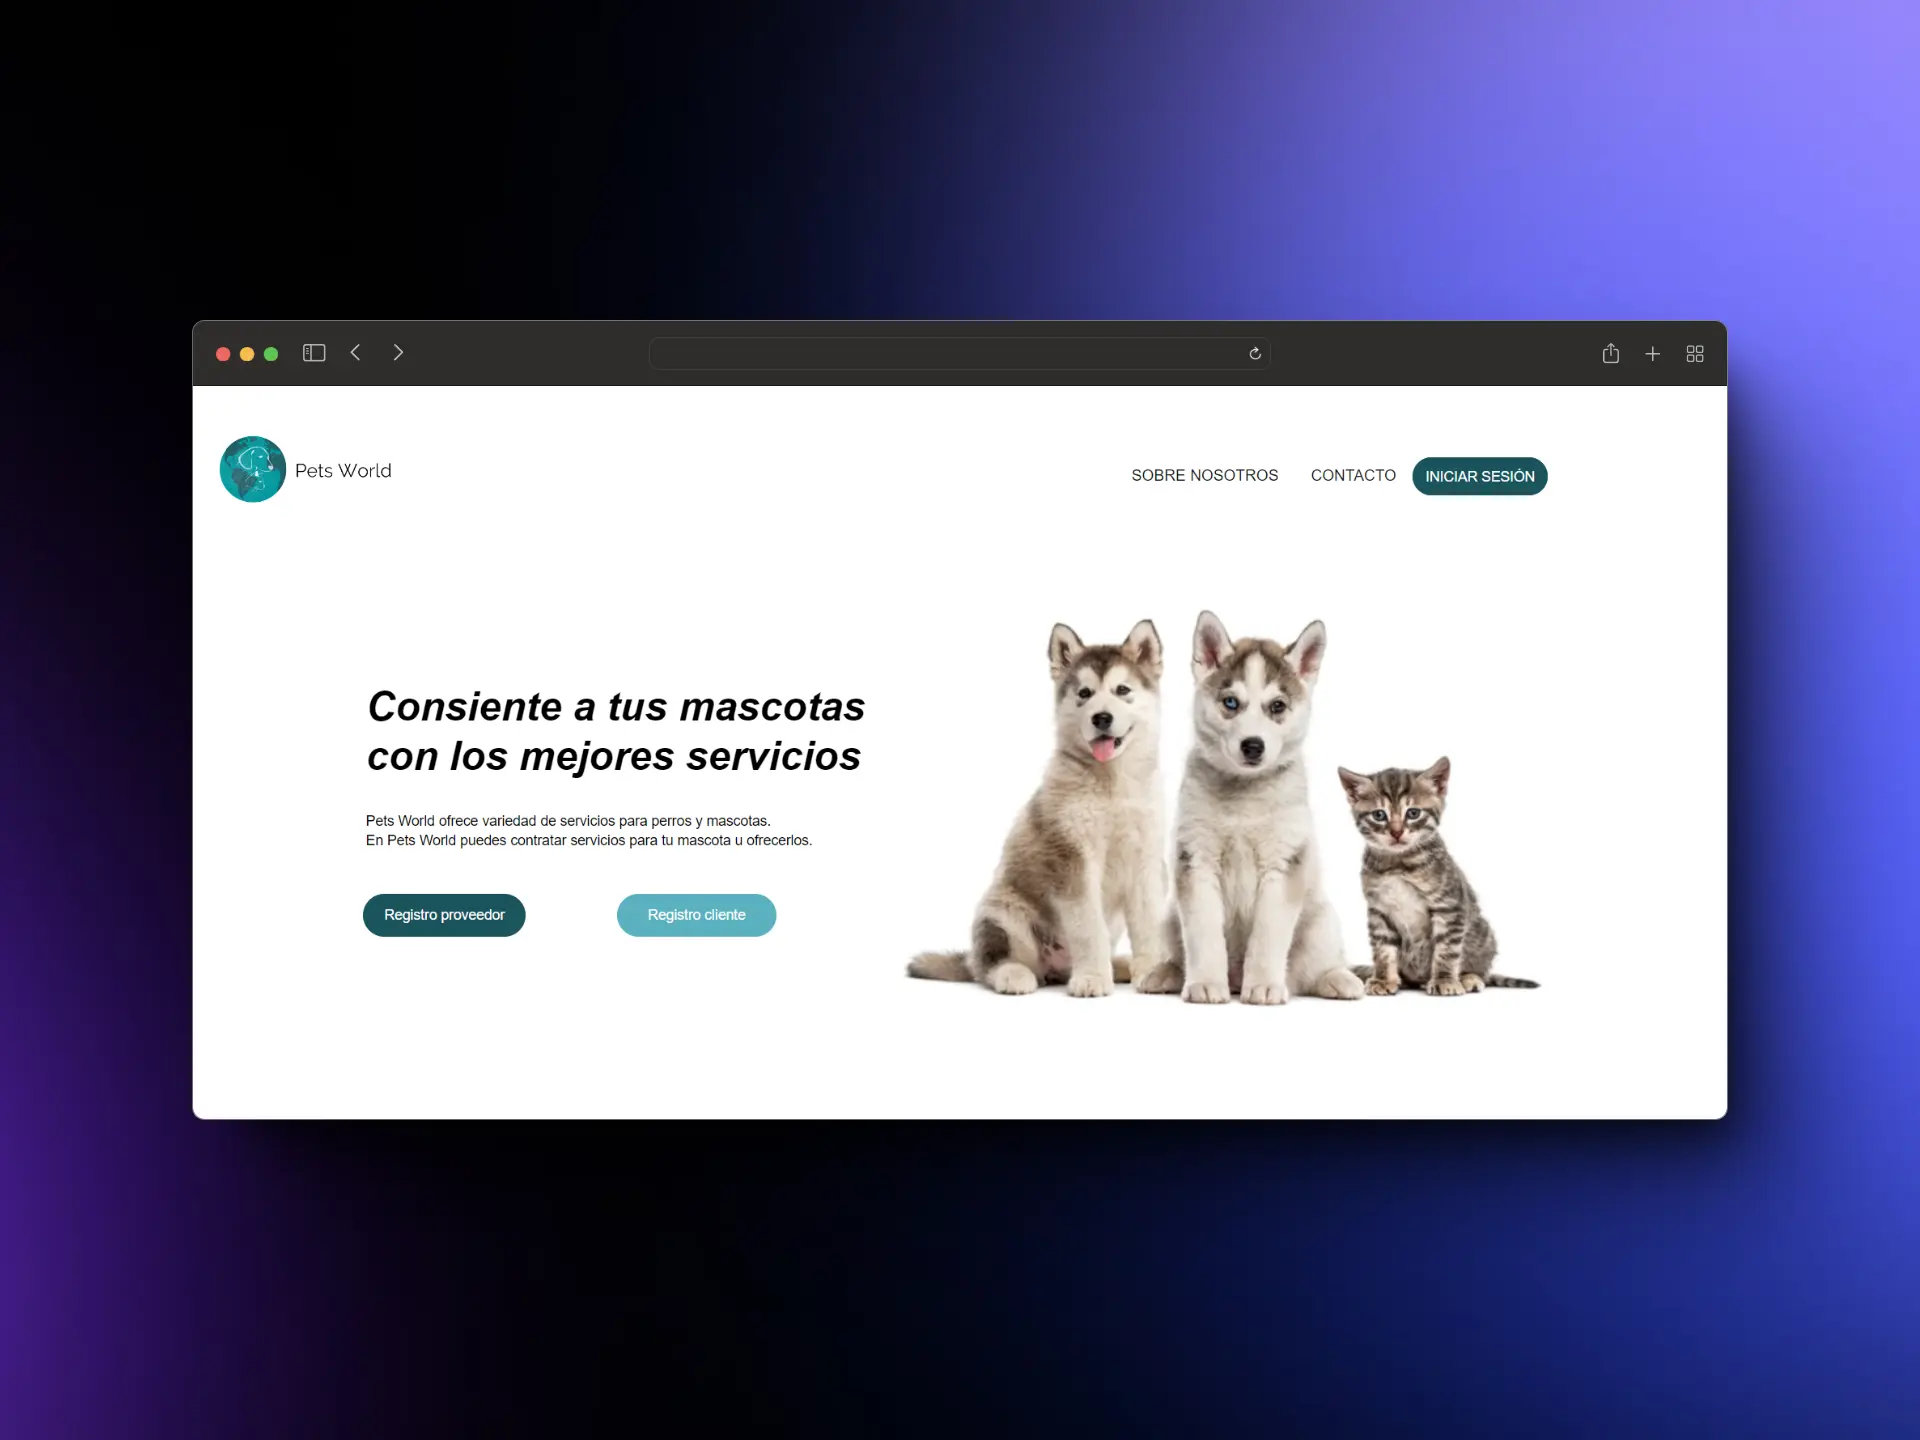 Pets World
SOBRE NOSOTROS
CONTACTO
INICIAR SESIÓN
Consiente a tus mascotas
con los mejores servicios
Pets World ofrece variedad de servicios para perros y mascotas.
En Pets World puedes contratar servicios para tu mascota u ofrecerlos.
Registro proveedor
Registro cliente